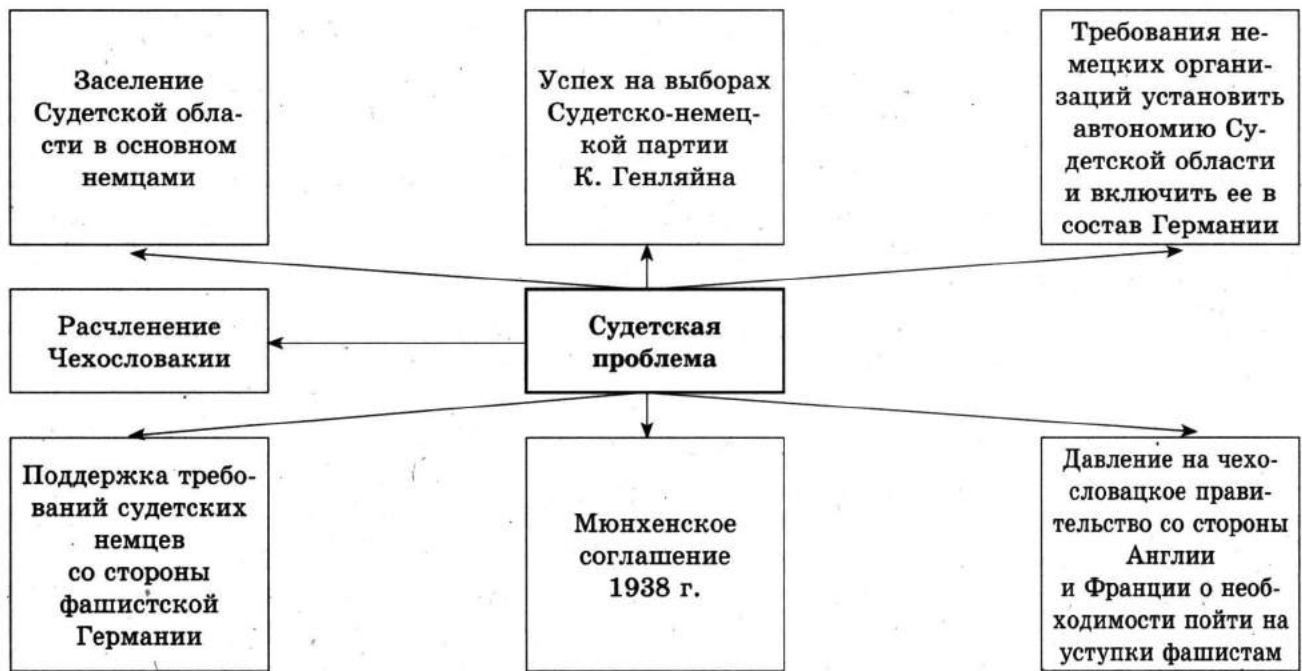 Заселение
Судетской обла-
сти в основном
немцами
Успех на выборах
Судетско-немец-
кой партии
К. Генляйна
Требования не-
мецких органи-
заций установить
автономию Су-
детской области
и включить ее в
состав Германии
Расчленение
Чехословакии
Судетская
проблема
Поддержка требо-
ваний судетских
немцев
со стороны
фашистской
Германии
Мюнхенское
соглашение
1938 г.
Давление на чехо-
словацкое прави-
тельство со стороны
Англии
и Франции о необ-
ходимости пойти на
уступки фашистам